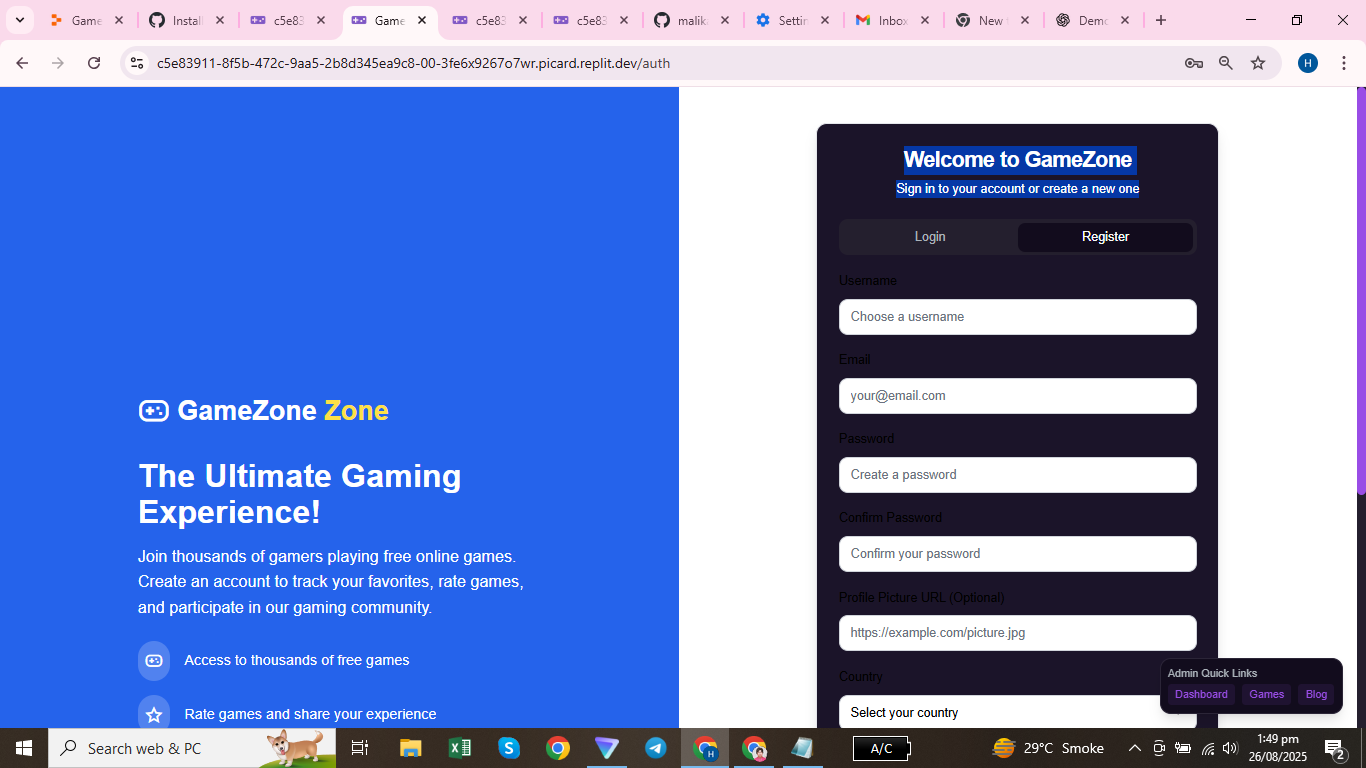 Game
Install
c5e83
Game
c5e83
c5e83
malik
Settin
Inbox
New
Demo
c5e83911-8f5b-472c-9aa5-2b8d345ea9c8-00-3fe6x9267o7wr.picard.replit.dev/auth
H
GameZone Zone
The Ultimate Gaming
Experience!
Join thousands of gamers playing free online games.
Create an account to track your favorites, rate games,
and participate in our gaming community.
Access to thousands of free games
Rate games and share your experience
Welcome to GameZone
Sign in to your account or create a new one
Login
Register
Username
Choose a username
Email
your@email.com
Password
Create a password
Confirm Password
Confirm your password
Profile Picture URL (Optional)
https://example.com/picture.jpg
Country
Select your country
Admin Quick Links
Dashboard Games Blog
Search web & PC
H
A/C
29°C Smoke
1:49 pm
26/08/2025
2